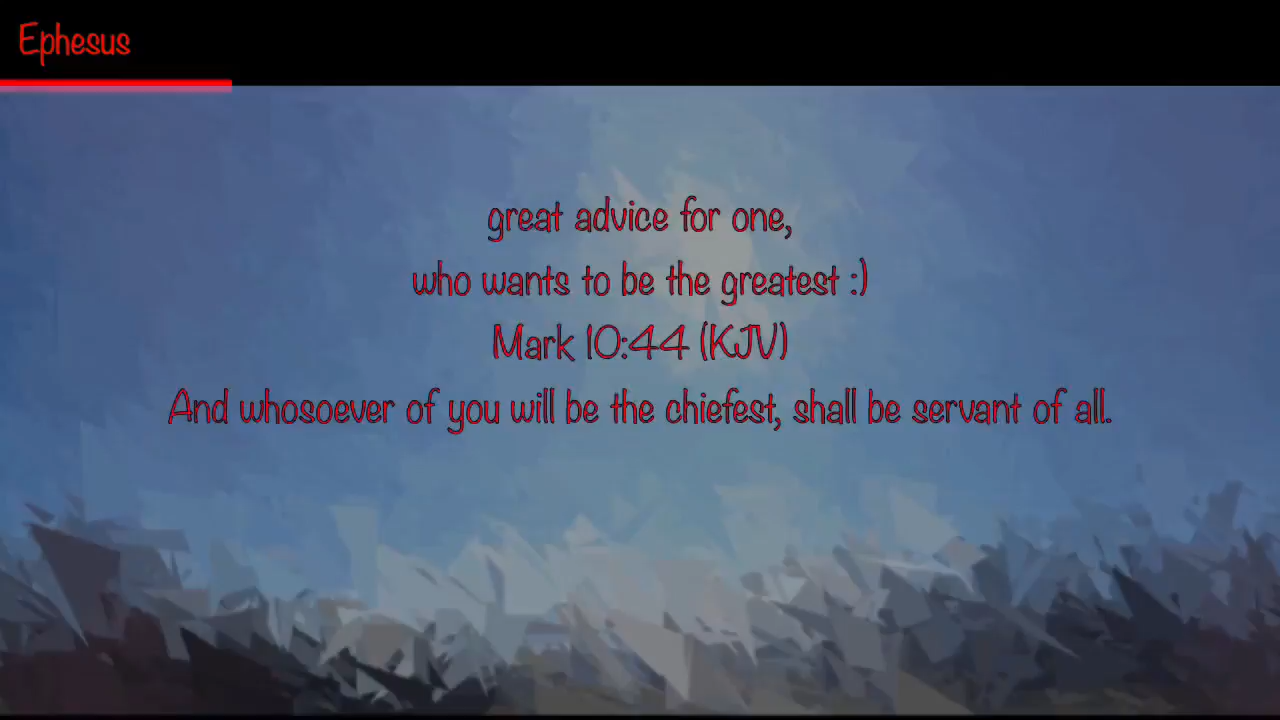 Ephesus
great advice for one,
who wants to be the greatest :)
Mark 10:44 (KJV)
And whosoever of you will be the chiefest, shall be servant of all.